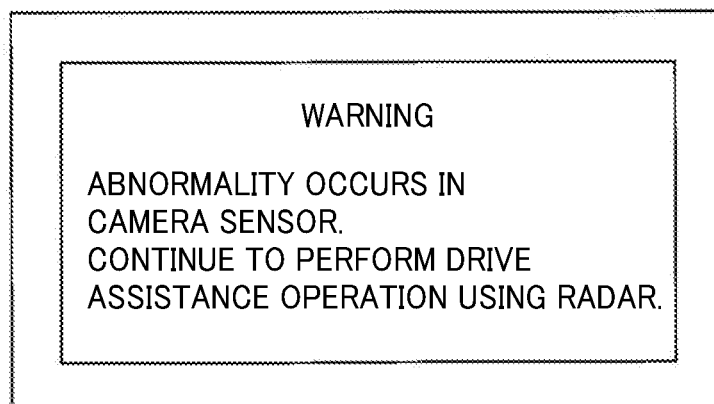 WARNING
ABNORMALITY OCCURS IN
CAMERA SENSOR.
CONTINUE TO PERFORM DRIVE
ASSISTANCE OPERATION USING RADAR.